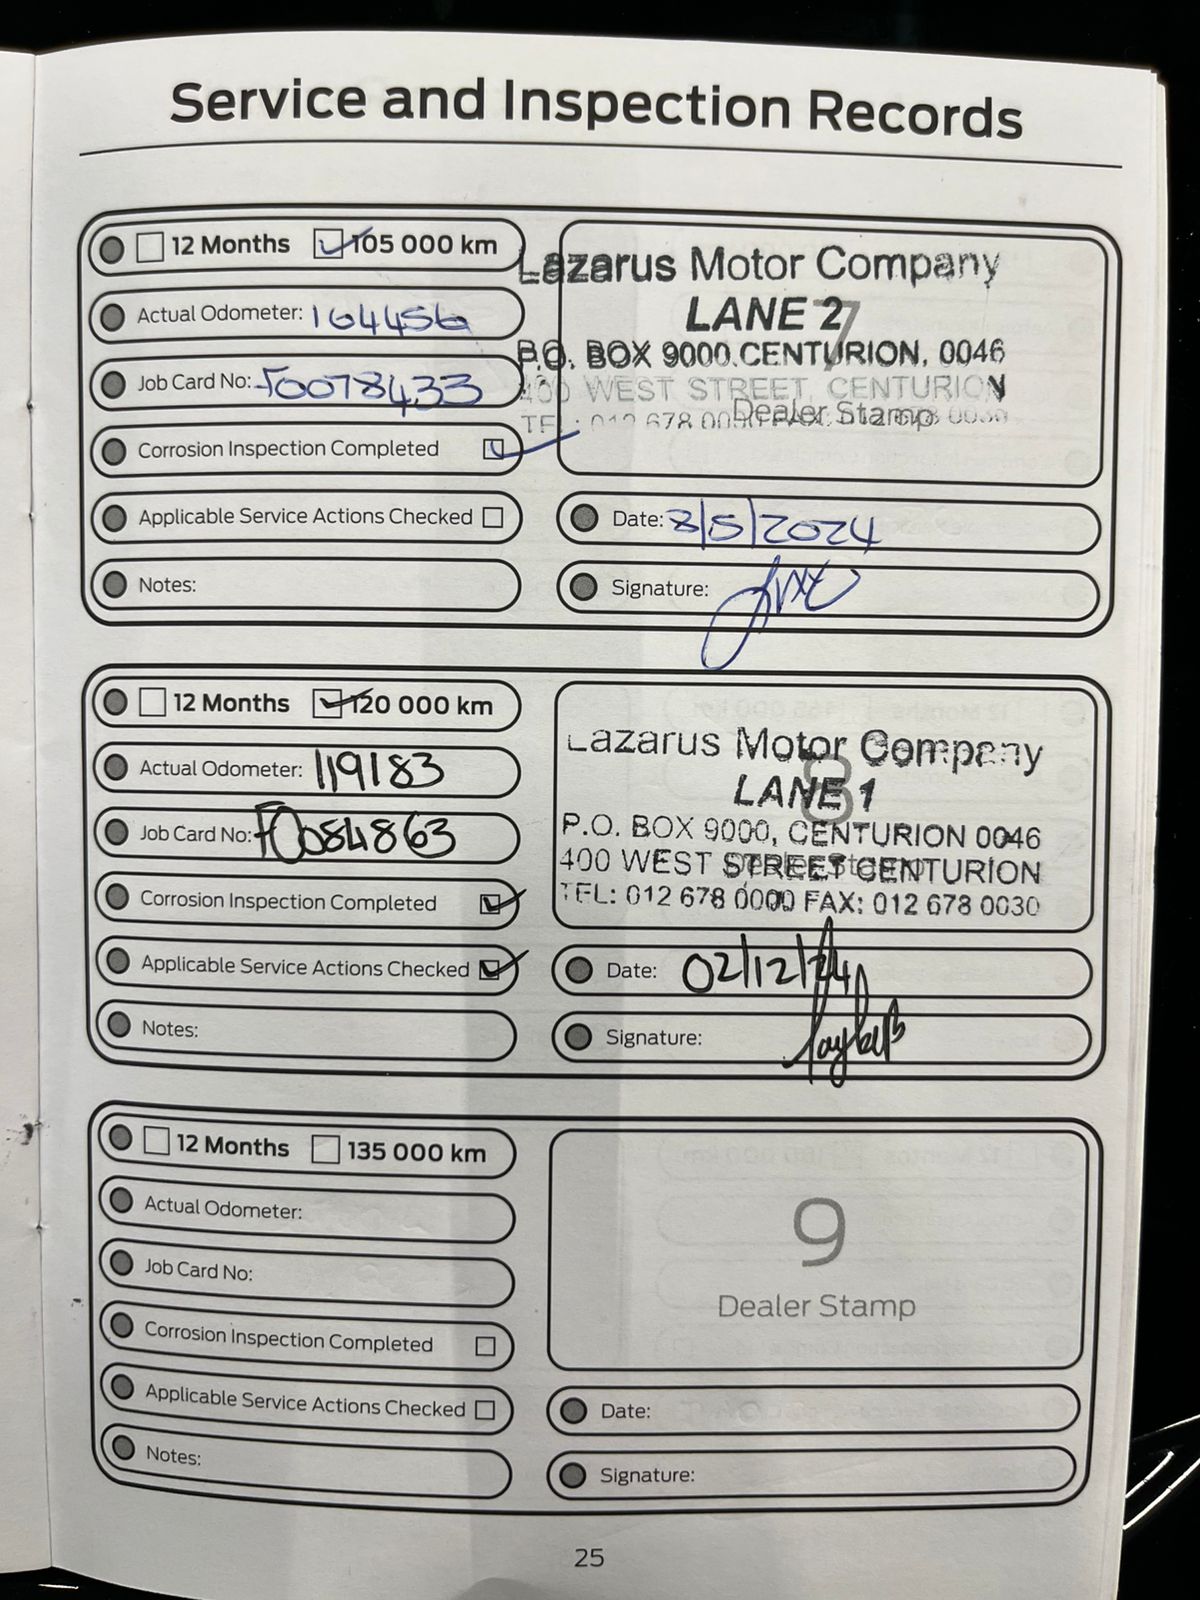 Service and Inspection Records
12 Months 105 000 km
Actual Odometer: 104456
Job Card No: F0078433
Corrosion Inspection Completed
Applicable Service Actions Checked
Notes:
Lazarus Motor Company
LANE 2
7
P.O. BOX 9000.CENTURION, 0046
400 WEST STREET, CENTURION
Dealer Stamp
Date: 8/5/2024
Signature:
12 Months 120 000 km
Actual Odometer: 119183
Job Card No: F0084863
Corrosion Inspection Completed
Applicable Service Actions Checked
Notes:
Lazarus Motor Company
8
LANE 1
P.O. BOX 9000, CENTURION 0046
400 WEST STREET CENTURION
TEL: 012 678 0000 FAX: 012 678 0030
Date: 02/12/24
Signature:
12 Months 135 000 km
Actual Odometer:
Job Card No:
Corrosion Inspection Completed
Applicable Service Actions Checked
Notes:
9
Dealer Stamp
Date:
Signature:
25